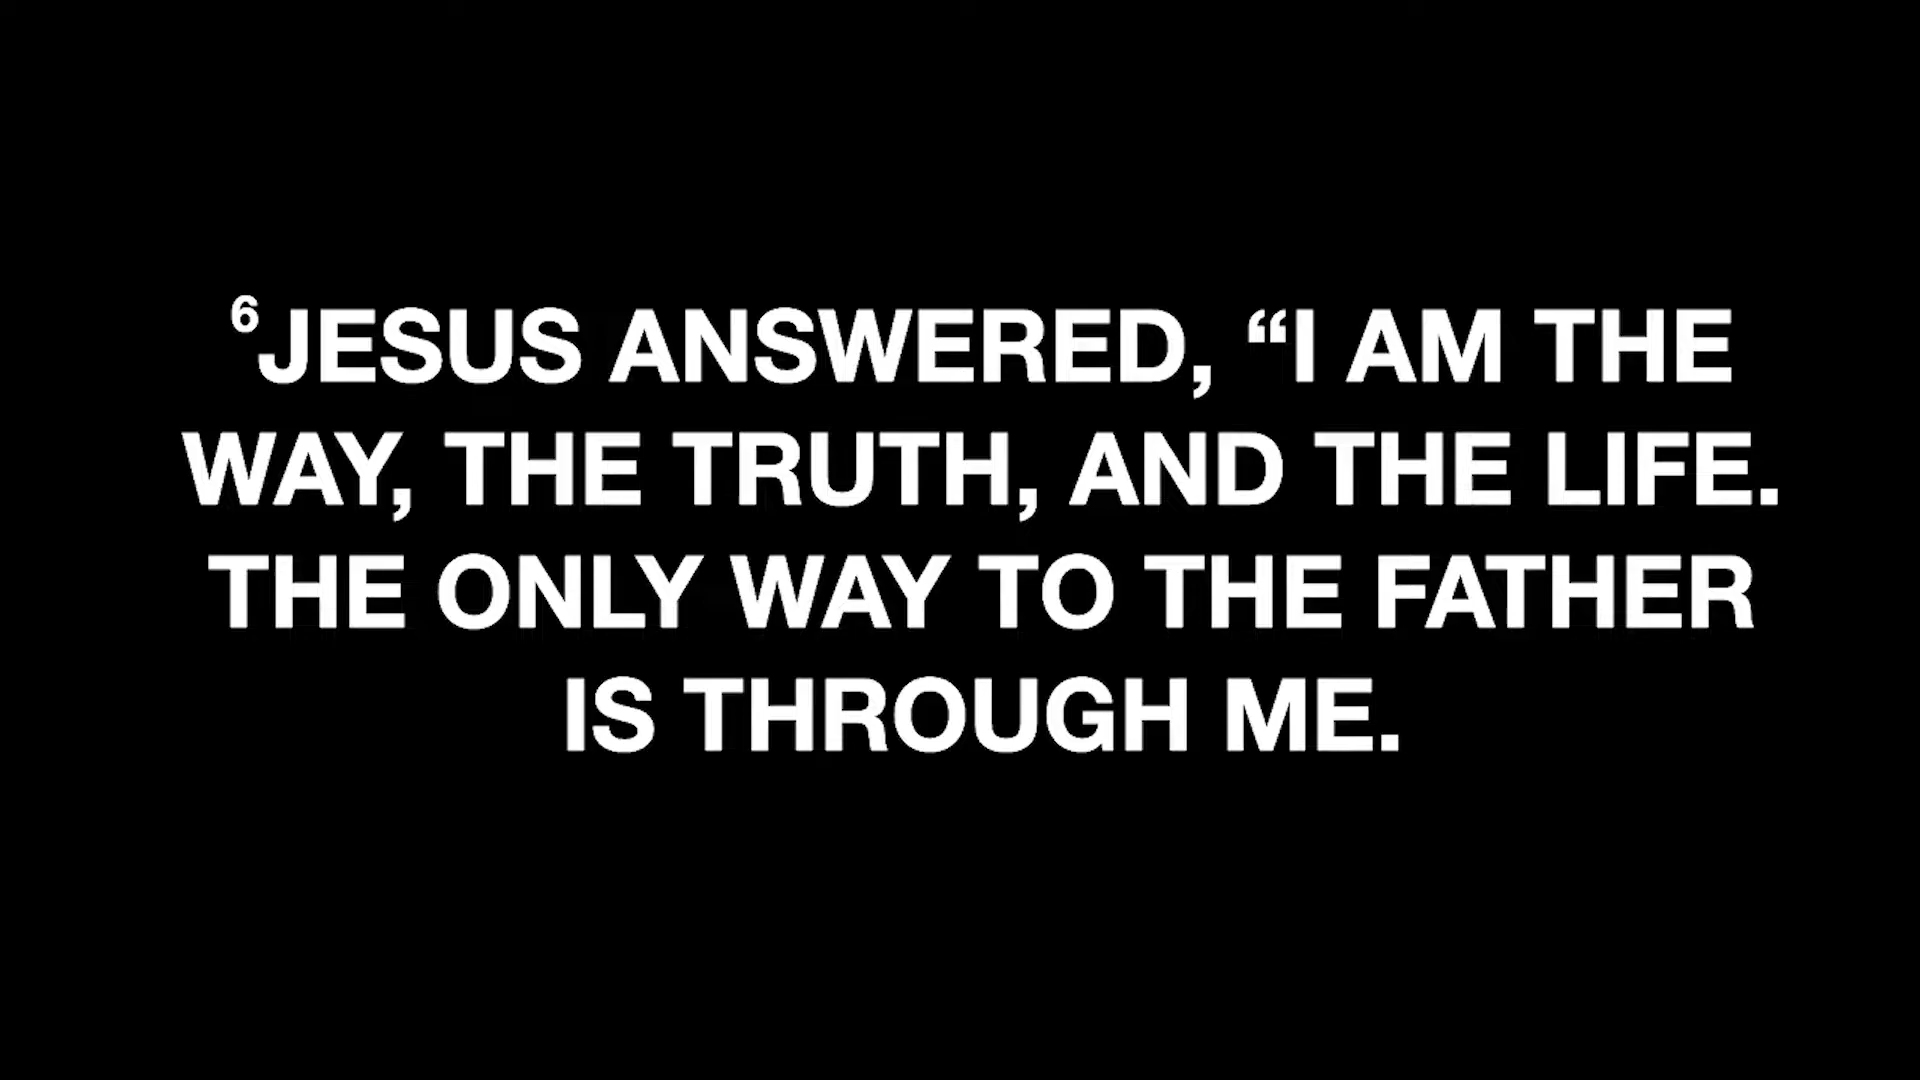 ⁶JESUS ANSWERED, “I AM THE
WAY, THE TRUTH, AND THE LIFE.
THE ONLY WAY TO THE FATHER
IS THROUGH ME.